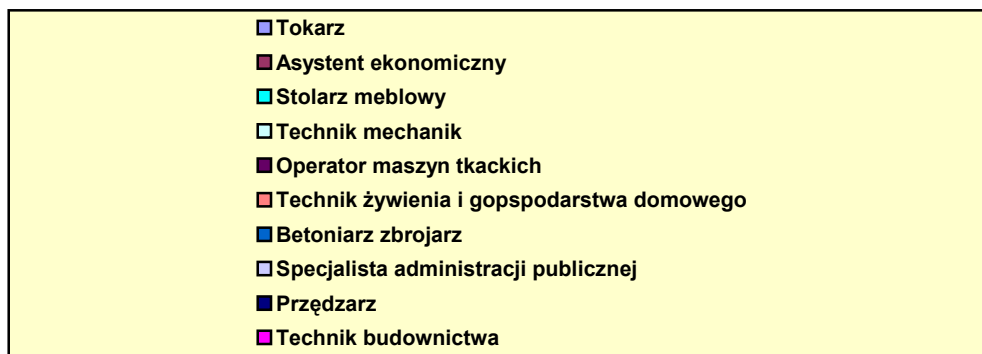 Tokarz
Asystent ekonomiczny
Stolarz meblowy
Technik mechanik
Operator maszyn tkackich
Technik żywienia i gopspodarstwa domowego
Betoniarz zbrojarz
Specjalista administracji publicznej
Przędzarz
Technik budownictwa